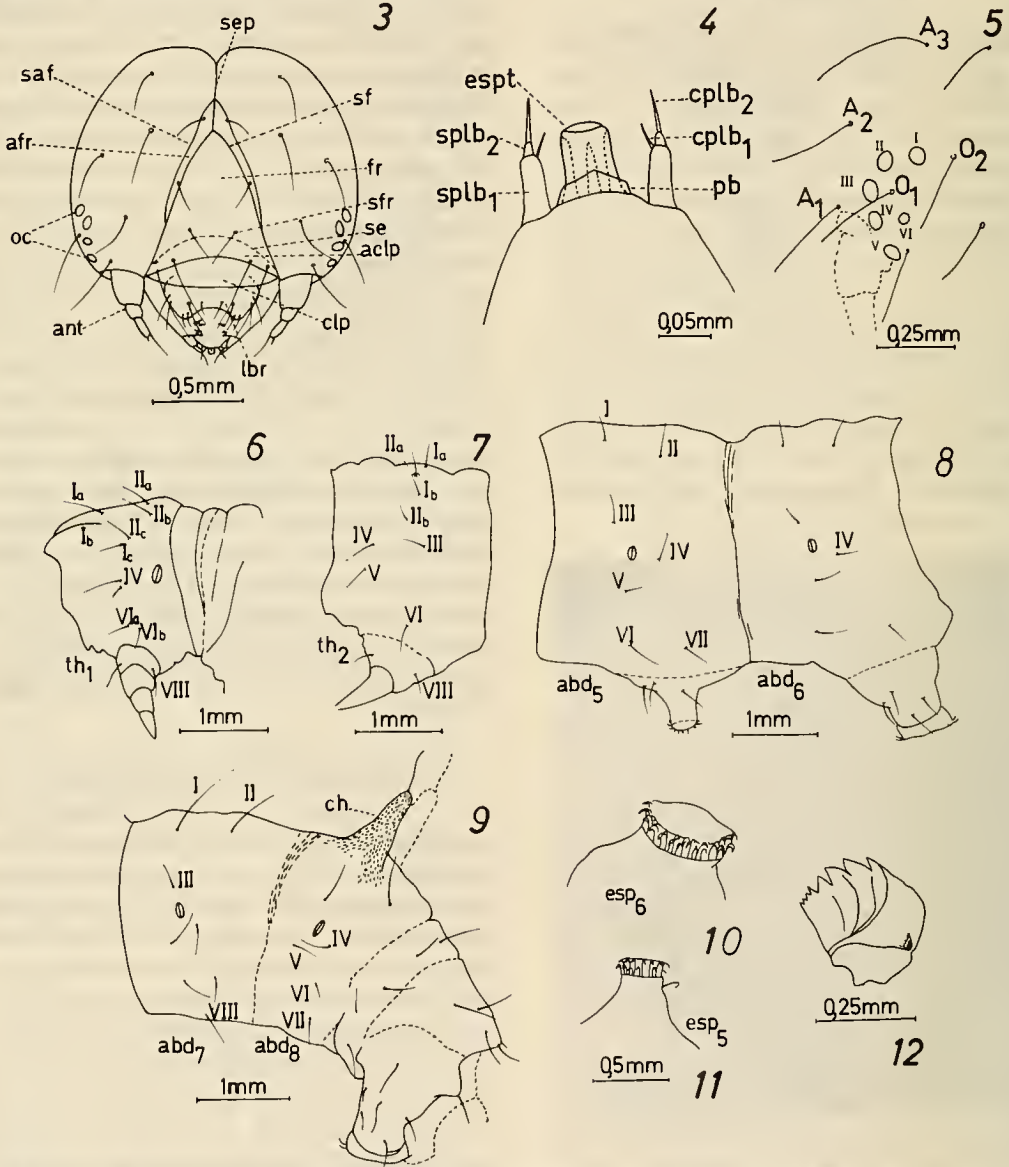 3
sep
saf
sf
afr
fr
sfr
se
oc
aclp
ant
clp
lbr
0,5mm
4
espt
cplb2
splb2
cplb1
splb1
pb
0,05mm
5
A3
A2
I
II
O2
III
O1
A1
IV
VI
V
0,25mm
6
Ia
IIa
IIb
Ib
IIc
Ic
IV
VIa
VIb
th1
VIII
1mm
7
IIa
Ia
Ib
IIb
IV
III
V
VI
th2
VIII
1mm
8
I
II
III
IV
IV
V
VI
VII
abd5
abd6
1mm
9
I
II
ch
III
IV
V
VI
VIII
VII
abd7
abd8
1mm
esp6
10
esp5
0,5mm
11
0,25mm
12